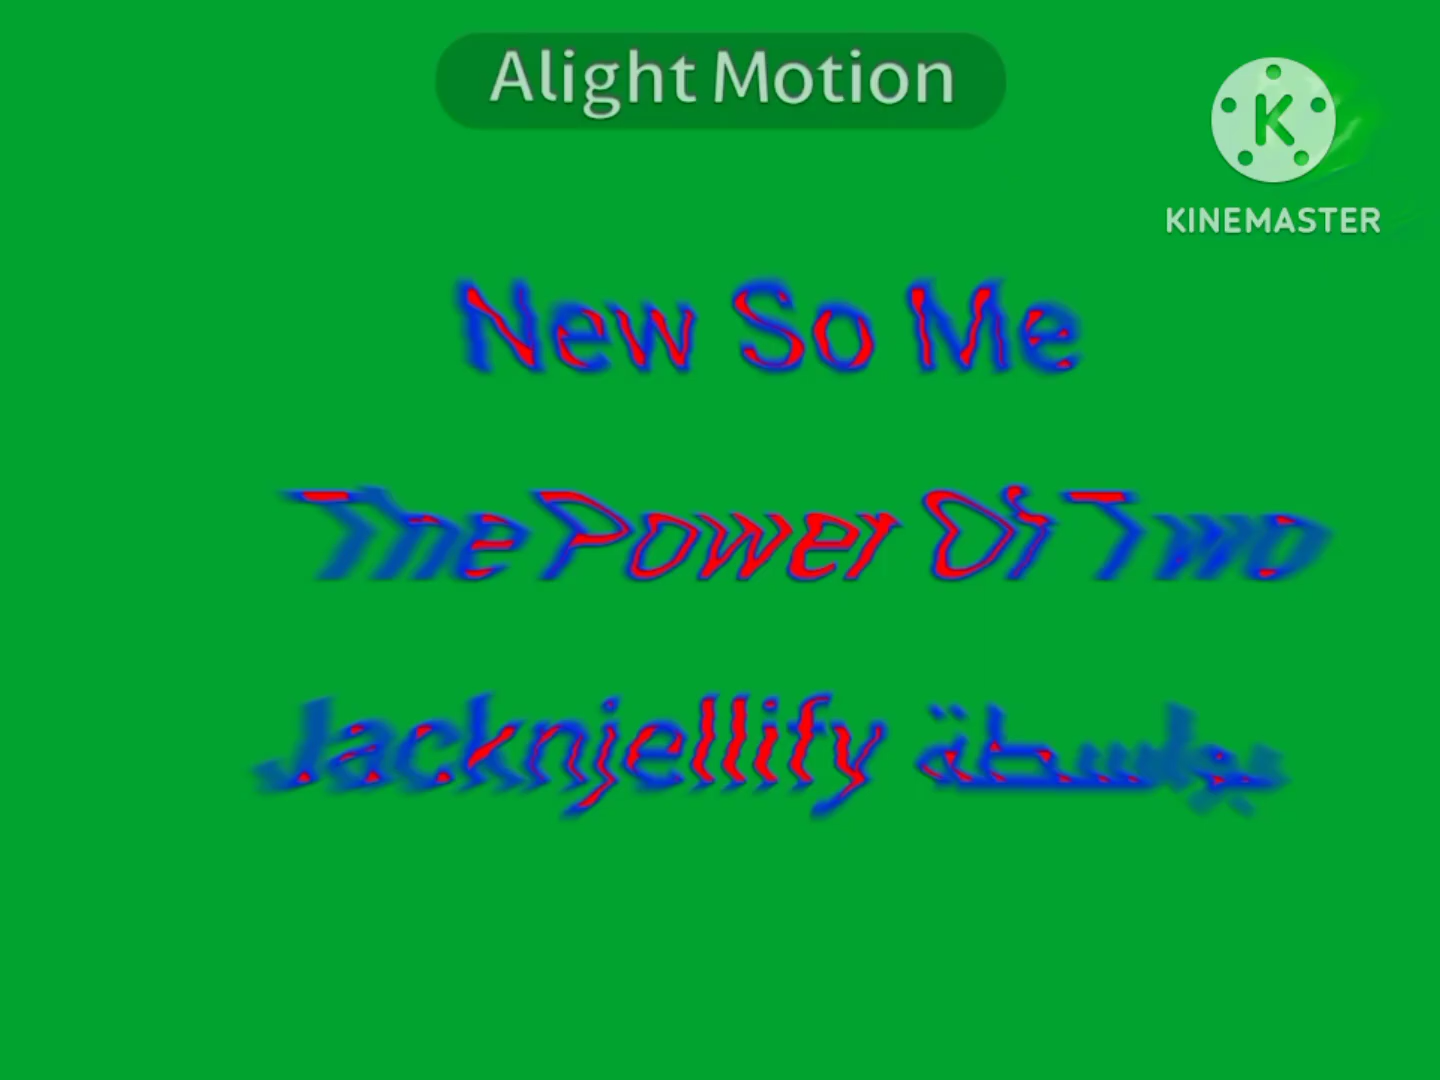 Alight Motion
KINEMASTER
New So Me
The Power Of Two
Jacknjellify بواسطة